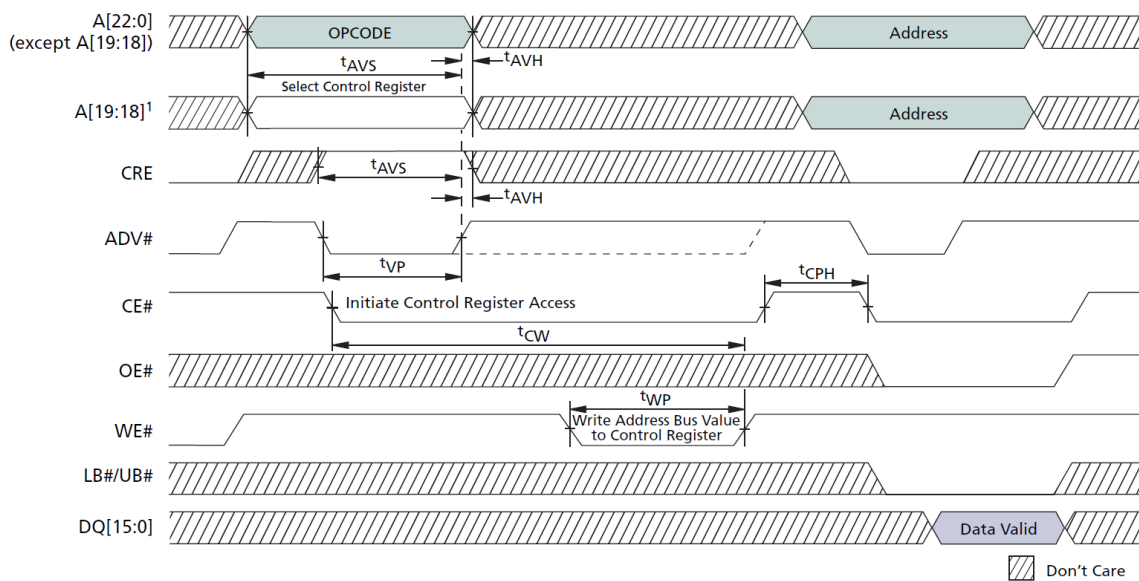 A[22:0]
(except A[19:18])
OPCODE
Address
tAVS
tAVH
Select Control Register
A[19:18]1
Address
CRE
tAVS
tAVH
ADV#
tVP
tCPH
CE#
Initiate Control Register Access
tCW
OE#
tWP
WE#
Write Address Bus Value
to Control Register
LB#/UB#
DQ[15:0]
Data Valid
Don't Care